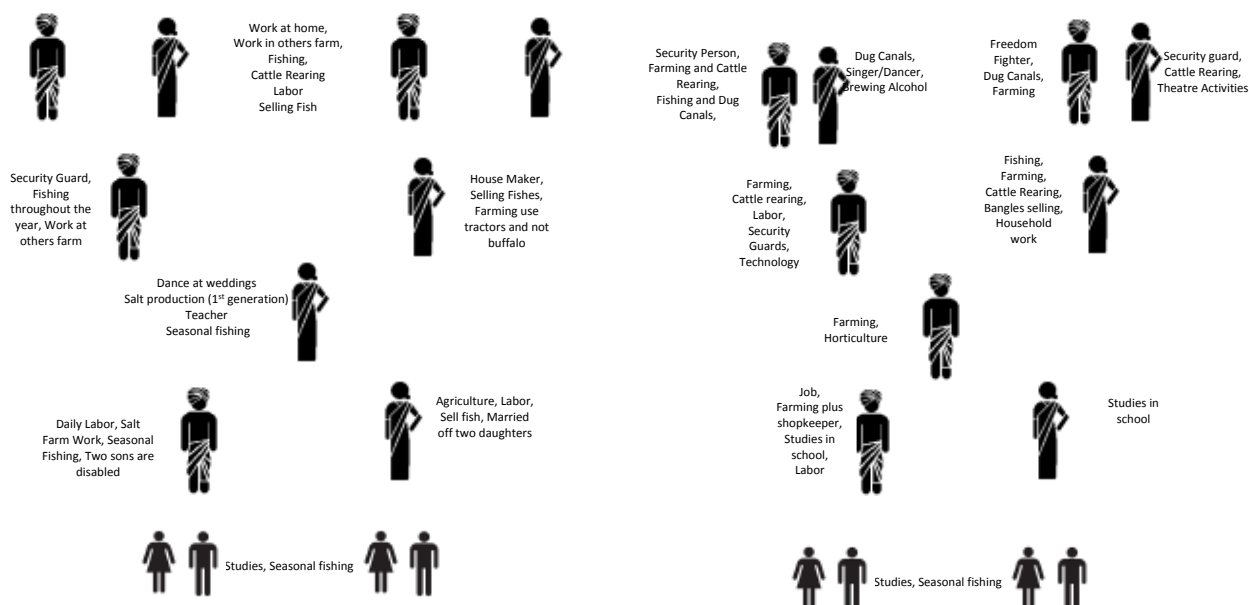 Work at home,
Work in others farm,
Fishing,
Cattle Rearing
Labor
Selling Fish
Security Guard,
Fishing
throughout the
year, Work at
others farm
House Maker,
Selling Fishes,
Farming use
tractors and not
buffalo
Dance at weddings
Salt production (1st generation)
Teacher
Seasonal fishing
Daily Labor, Salt
Farm Work, Seasonal
Fishing, Two sons are
disabled
Agriculture, Labor,
Sell fish, Married
off two daughters
Studies, Seasonal fishing
Security Person,
Farming and Cattle
Rearing,
Fishing and Dug
Canals,
Dug Canals,
Singer/Dancer,
Brewing Alcohol
Freedom
Fighter,
Dug Canals,
Farming
Security guard,
Cattle Rearing,
Theatre Activities
Farming,
Cattle rearing,
Labor,
Security
Guards,
Technology
Fishing,
Farming,
Cattle Rearing,
Bangles selling,
Household
work
Farming,
Horticulture
Job,
Farming plus
shopkeeper,
Studies in
school,
Labor
Studies in
school
Studies, Seasonal fishing